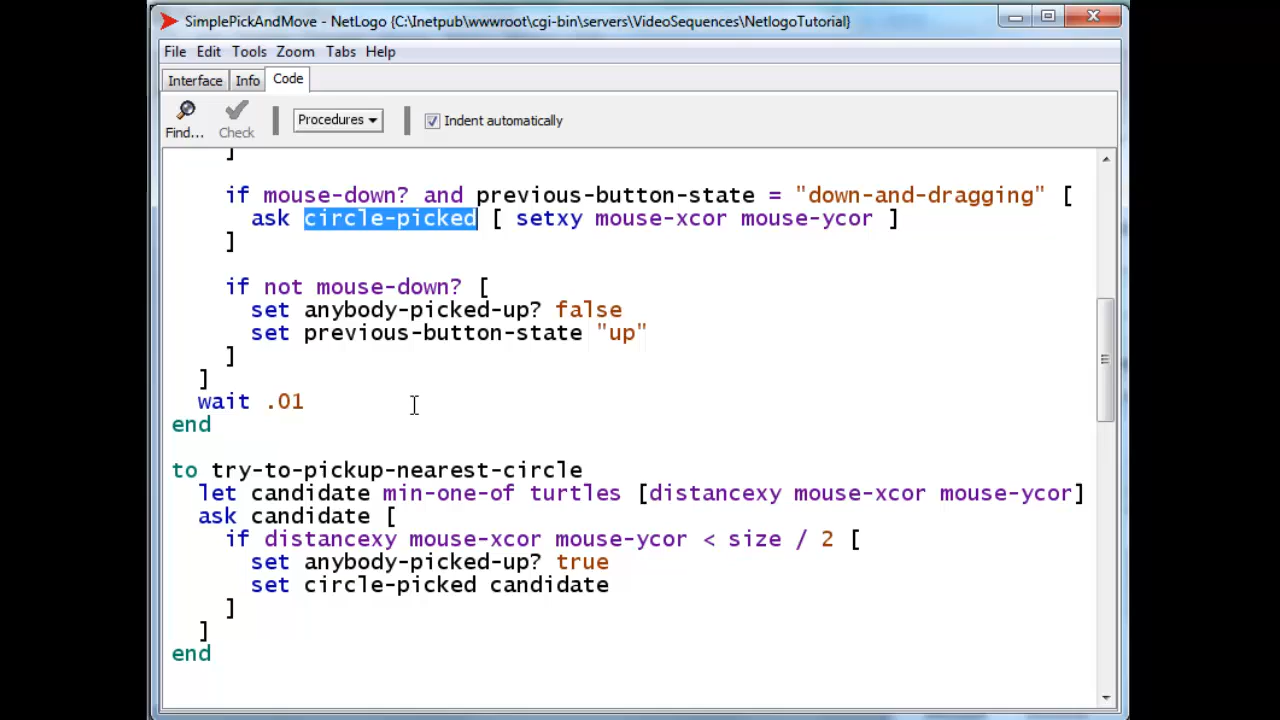 SimplePickAndMove - NetLogo {C:\Inetpub\wwwroot\cgi-bin\servers\VideoSequences\NetlogoTutorial}
File Edit Tools Zoom Tabs Help
Interface Info Code
Find... Check Procedures Indent automatically
]
if mouse-down? and previous-button-state = "down-and-dragging" [
ask circle-picked [ setxy mouse-xcor mouse-ycor ]
]
if not mouse-down? [
set anybody-picked-up? false
set previous-button-state "up"
]
]
wait .01
end
to try-to-pickup-nearest-circle
let candidate min-one-of turtles [distancexy mouse-xcor mouse-ycor]
ask candidate [
if distancexy mouse-xcor mouse-ycor < size / 2 [
set anybody-picked-up? true
set circle-picked candidate
]
]
end